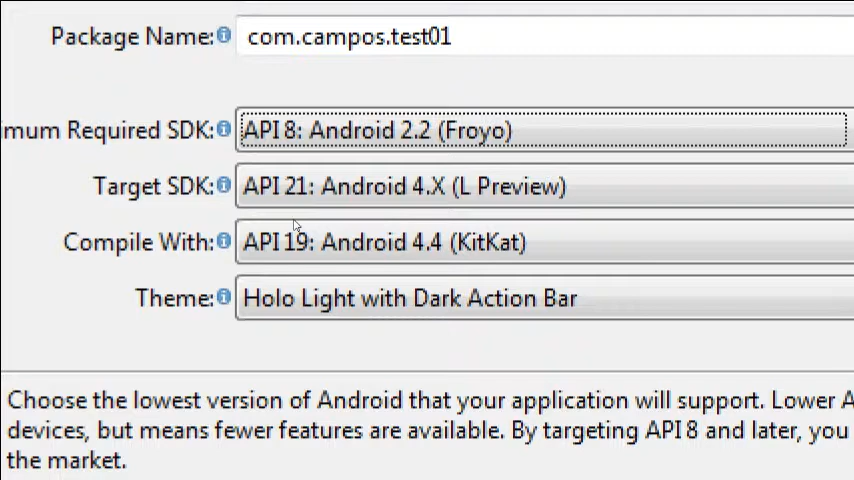 Package Name: com.campos.test01
mum Required SDK: API 8: Android 2.2 (Froyo)
Target SDK: API 21: Android 4.X (L Preview)
Compile With: API 19: Android 4.4 (KitKat)
Theme: Holo Light with Dark Action Bar
Choose the lowest version of Android that your application will support. Lower A
devices, but means fewer features are available. By targeting API 8 and later, you
the market.